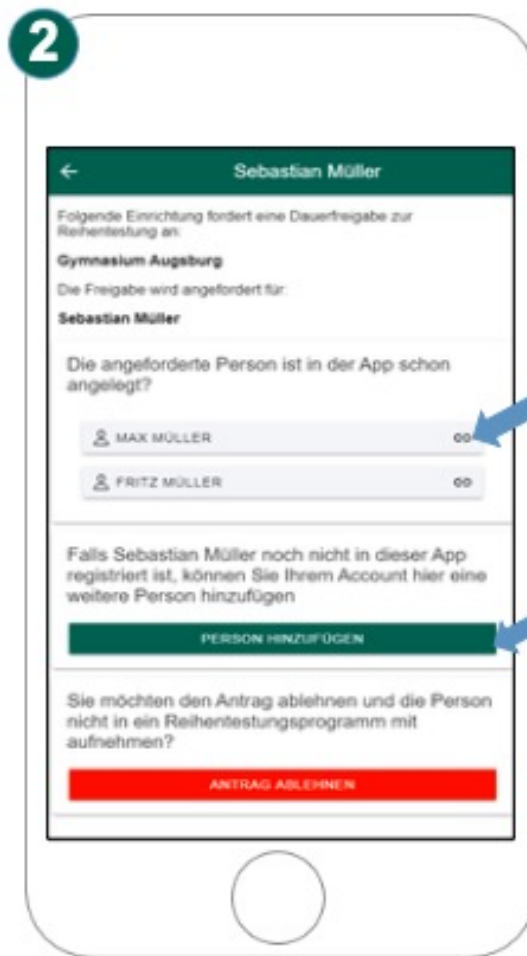 2
Sebastian Müller
Folgende Einrichtung fordert eine Dauerfreigabe zur
Reihentestung an:
Gymnasium Augsburg
Die Freigabe wird angefordert für:
Sebastian Müller
Die angeforderte Person ist in der App schon
angelegt?
MAX MÜLLER
FRITZ MÜLLER
Falls Sebastian Müller noch nicht in dieser App
registriert ist, können Sie Ihrem Account hier eine
weitere Person hinzufügen
PERSON HINZUFÜGEN
Sie möchten den Antrag ablehnen und die Person
nicht in ein Reihentestungsprogramm mit
aufnehmen?
ANTRAG ABLEHNEN